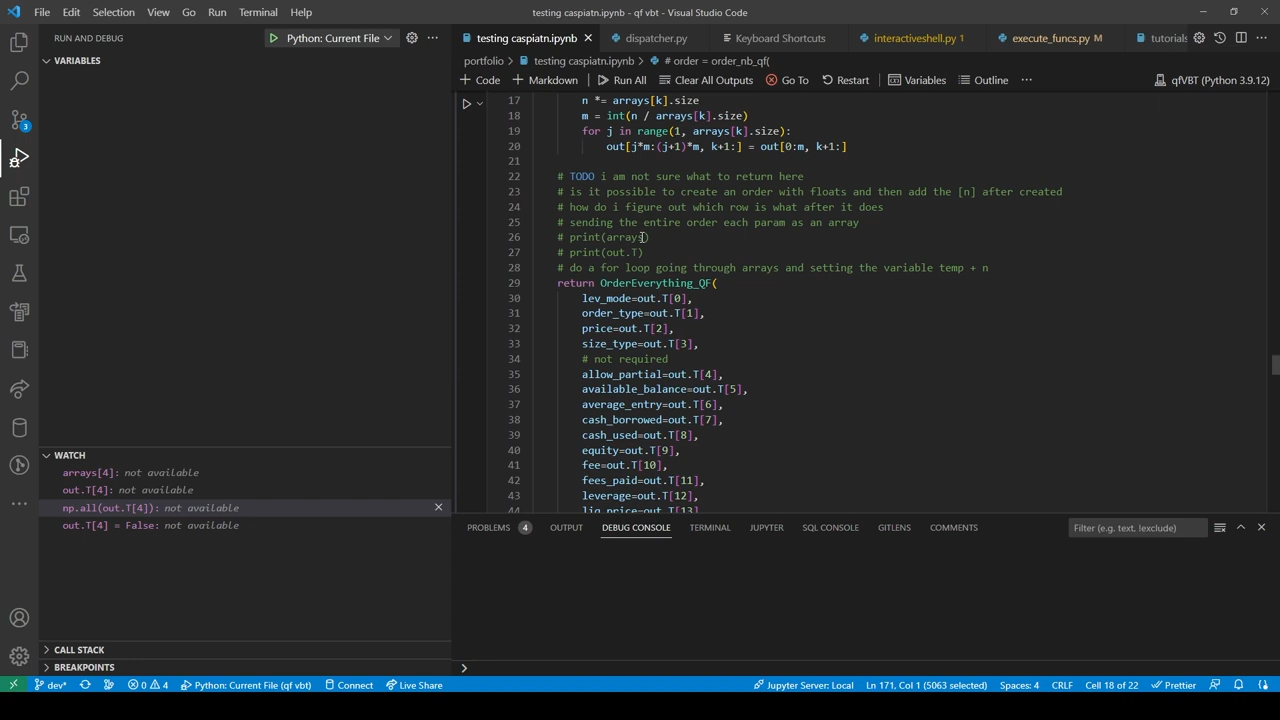 File Edit Selection View Go Run Terminal Help
testing caspiatn.ipynb - qf vbt - Visual Studio Code
RUN AND DEBUG
Python: Current File
testing caspiatn.ipynb
dispatcher.py
Keyboard Shortcuts
interactiveshell.py 1
execute_funcs.py M
tutorials
VARIABLES
portfolio > testing caspiatn.ipynb > # order = order_nb_qf(
+ Code + Markdown Run All Clear All Outputs Go To Restart Variables Outline ··· qfVBT (Python 3.9.12)
17 n *= arrays[k].size
18 m = int(n / arrays[k].size)
19 for j in range(1, arrays[k].size):
20 out[j*m:(j+1)*m, k+1:] = out[0:m, k+1:]
21
22 # TODO i am not sure what to return here
23 # is it possible to create an order with floats and then add the [n] after created
24 # how do i figure out which row is what after it does
25 # sending the entire order each param as an array
26 # print(arrays)
27 # print(out.T)
28 # do a for loop going through arrays and setting the variable temp + n
29 return OrderEverything_QF(
30 lev_mode=out.T[0],
31 order_type=out.T[1],
32 price=out.T[2],
33 size_type=out.T[3],
34 # not required
35 allow_partial=out.T[4],
36 available_balance=out.T[5],
37 average_entry=out.T[6],
38 cash_borrowed=out.T[7],
39 cash_used=out.T[8],
40 equity=out.T[9],
41 fee=out.T[10],
42 fees_paid=out.T[11],
43 leverage=out.T[12],
44 liq_price=out.T[13],
3
WATCH
arrays[4]: not available
out.T[4]: not available
np.all(out.T[4]): not available
out.T[4] = False: not available
CALL STACK
BREAKPOINTS
PROBLEMS 4 OUTPUT DEBUG CONSOLE TERMINAL JUPYTER SQL CONSOLE GITLENS COMMENTS
Filter (e.g. text, !exclude)
dev* 0 4 Python: Current File (qf vbt) Connect Live Share
Jupyter Server: Local Ln 171, Col 1 (5063 selected) Spaces: 4 CRLF Cell 18 of 22 Prettier